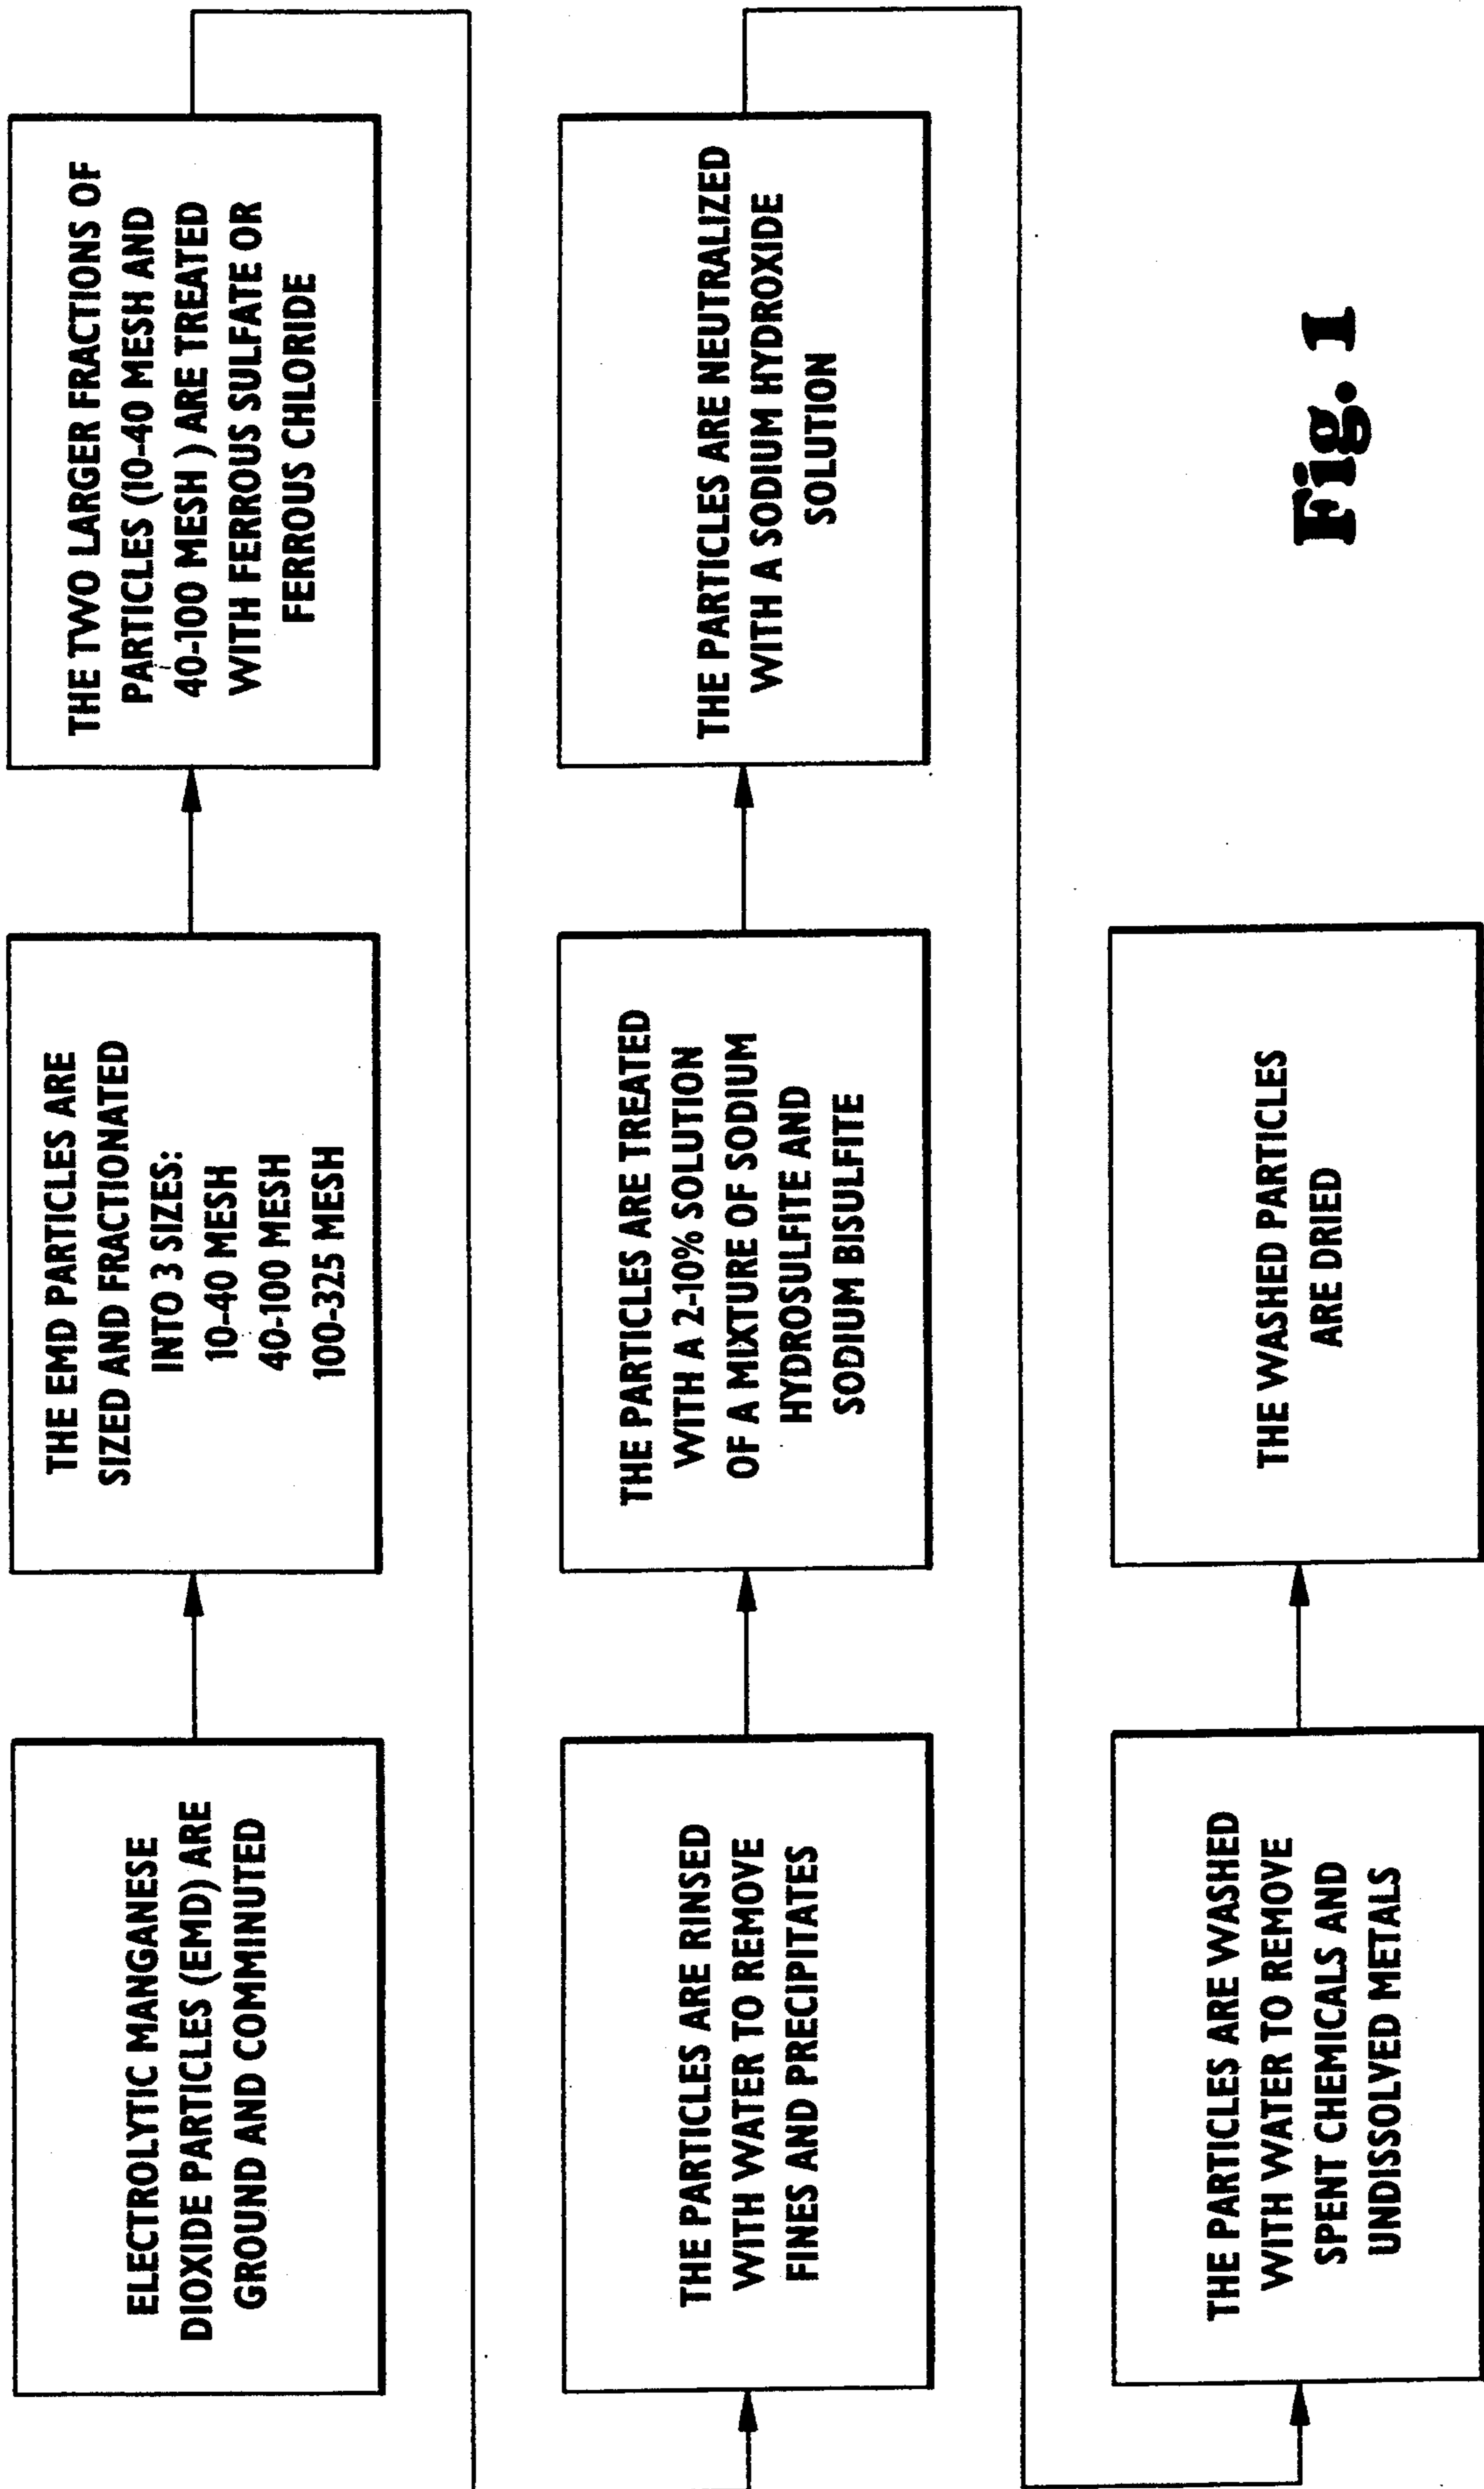 ELECTROLYTIC MANGANESE
DIOXIDE PARTICLES (EMD) ARE
GROUND AND COMMINUTED
THE EMD PARTICLES ARE
SIZED AND FRACTIONATED
INTO 3 SIZES:
10-40 MESH
40-100 MESH
100-325 MESH
THE TWO LARGER FRACTIONS OF
PARTICLES (10-40 MESH AND
40-100 MESH ) ARE TREATED
WITH FERROUS SULFATE OR
FERROUS CHLORIDE
THE PARTICLES ARE RINSED
WITH WATER TO REMOVE
FINES AND PRECIPITATES
THE PARTICLES ARE TREATED
WITH A 2-10% SOLUTION
OF A MIXTURE OF SODIUM
HYDROSULFITE AND
SODIUM BISULFITE
THE PARTICLES ARE NEUTRALIZED
WITH A SODIUM HYDROXIDE
SOLUTION
THE PARTICLES ARE WASHED
WITH WATER TO REMOVE
SPENT CHEMICALS AND
UNDISSOLVED METALS
THE WASHED PARTICLES
ARE DRIED
Fig. 1